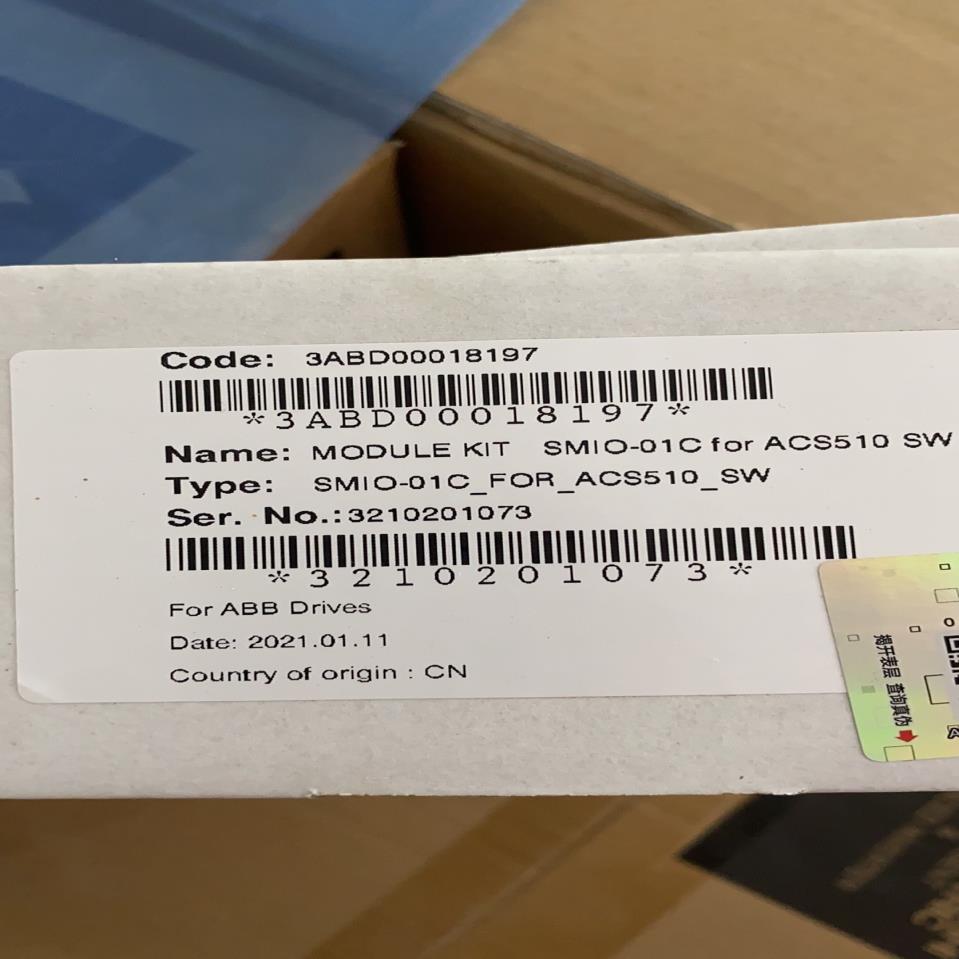 Code: 3ABD00018197
*3ABD00018197*
Name: MODULE KIT SMIO-01C for ACS510 SW
Type: SMIO-01C_FOR_ACS510_SW
Ser. No.:3210201073
*3210201073*
For ABB Drives
Date: 2021.01.11
Country of origin : CN
揭开表层 查询真伪